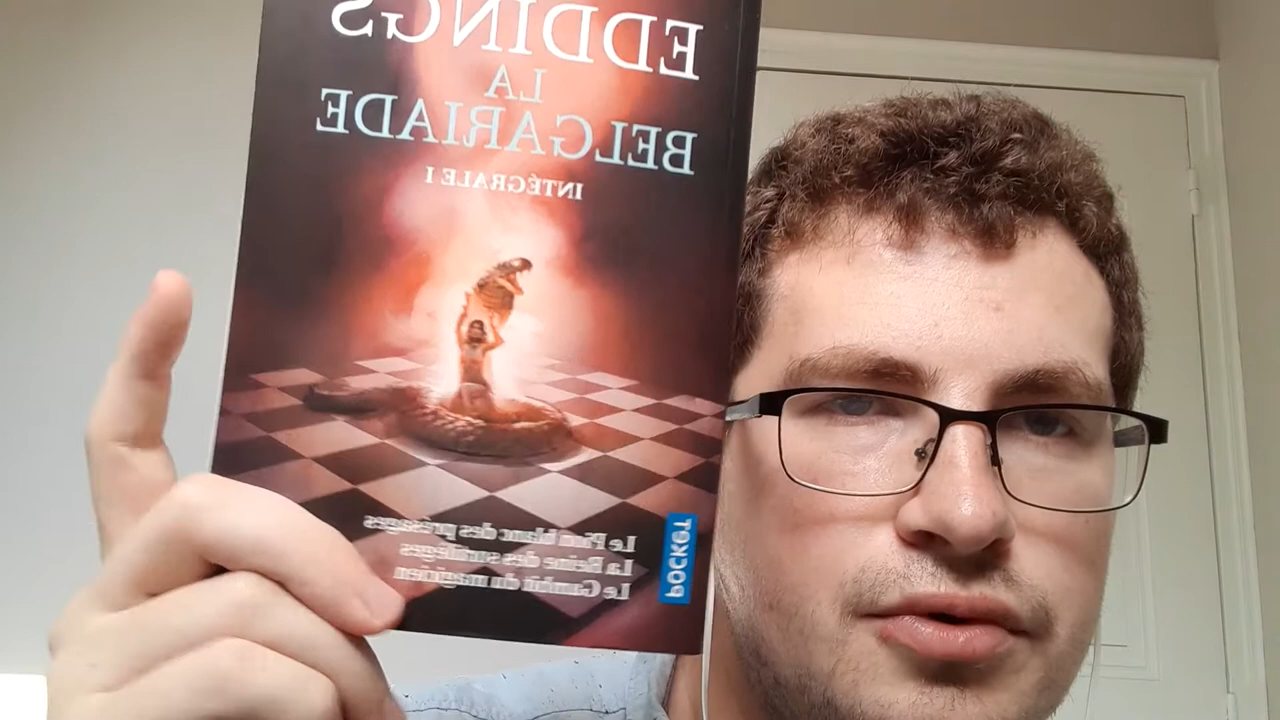 EDDINGS
LA
BELGARIADE
INTÉGRALE I
Le Pion blanc des présages
La Reine des sortilèges
Le Gambit du magicien
POCKET